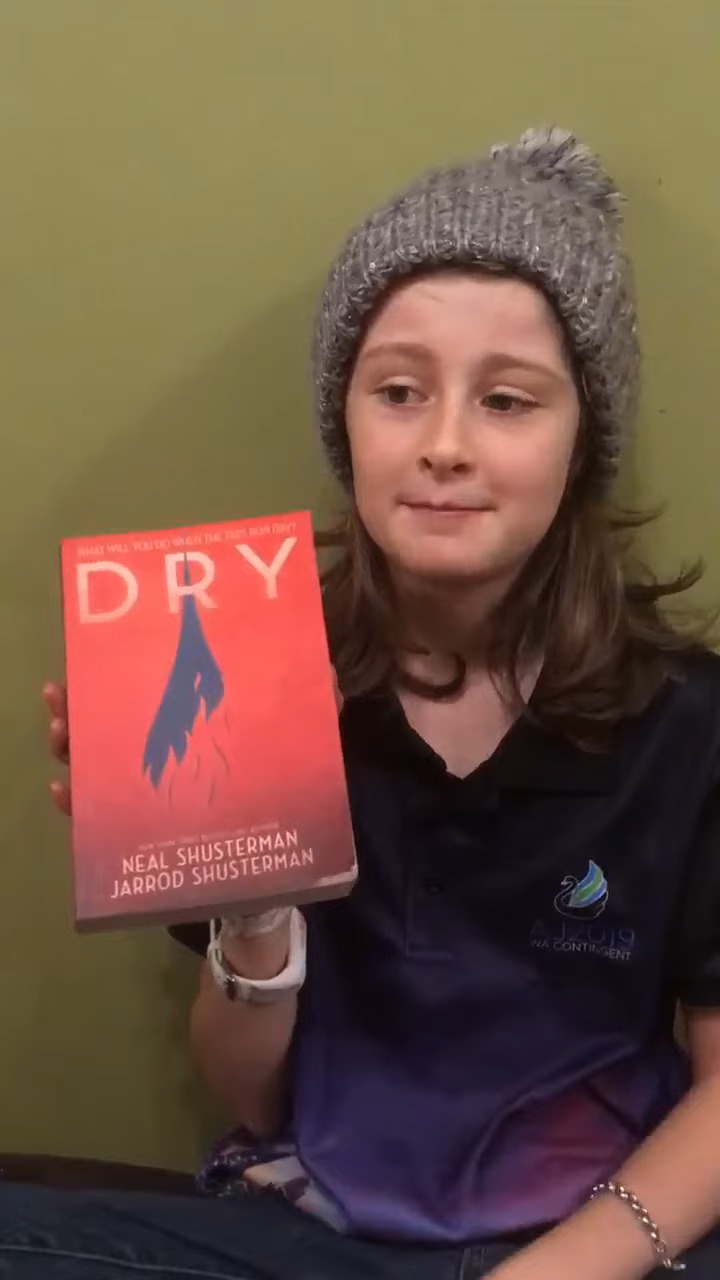 WHAT WILL YOU DO WHEN THE TAPS RUN DRY?
DRY
NEW YORK TIMES BESTSELLING AUTHOR
NEAL SHUSTERMAN
JARROD SHUSTERMAN
AJ2019
WA CONTINGENT